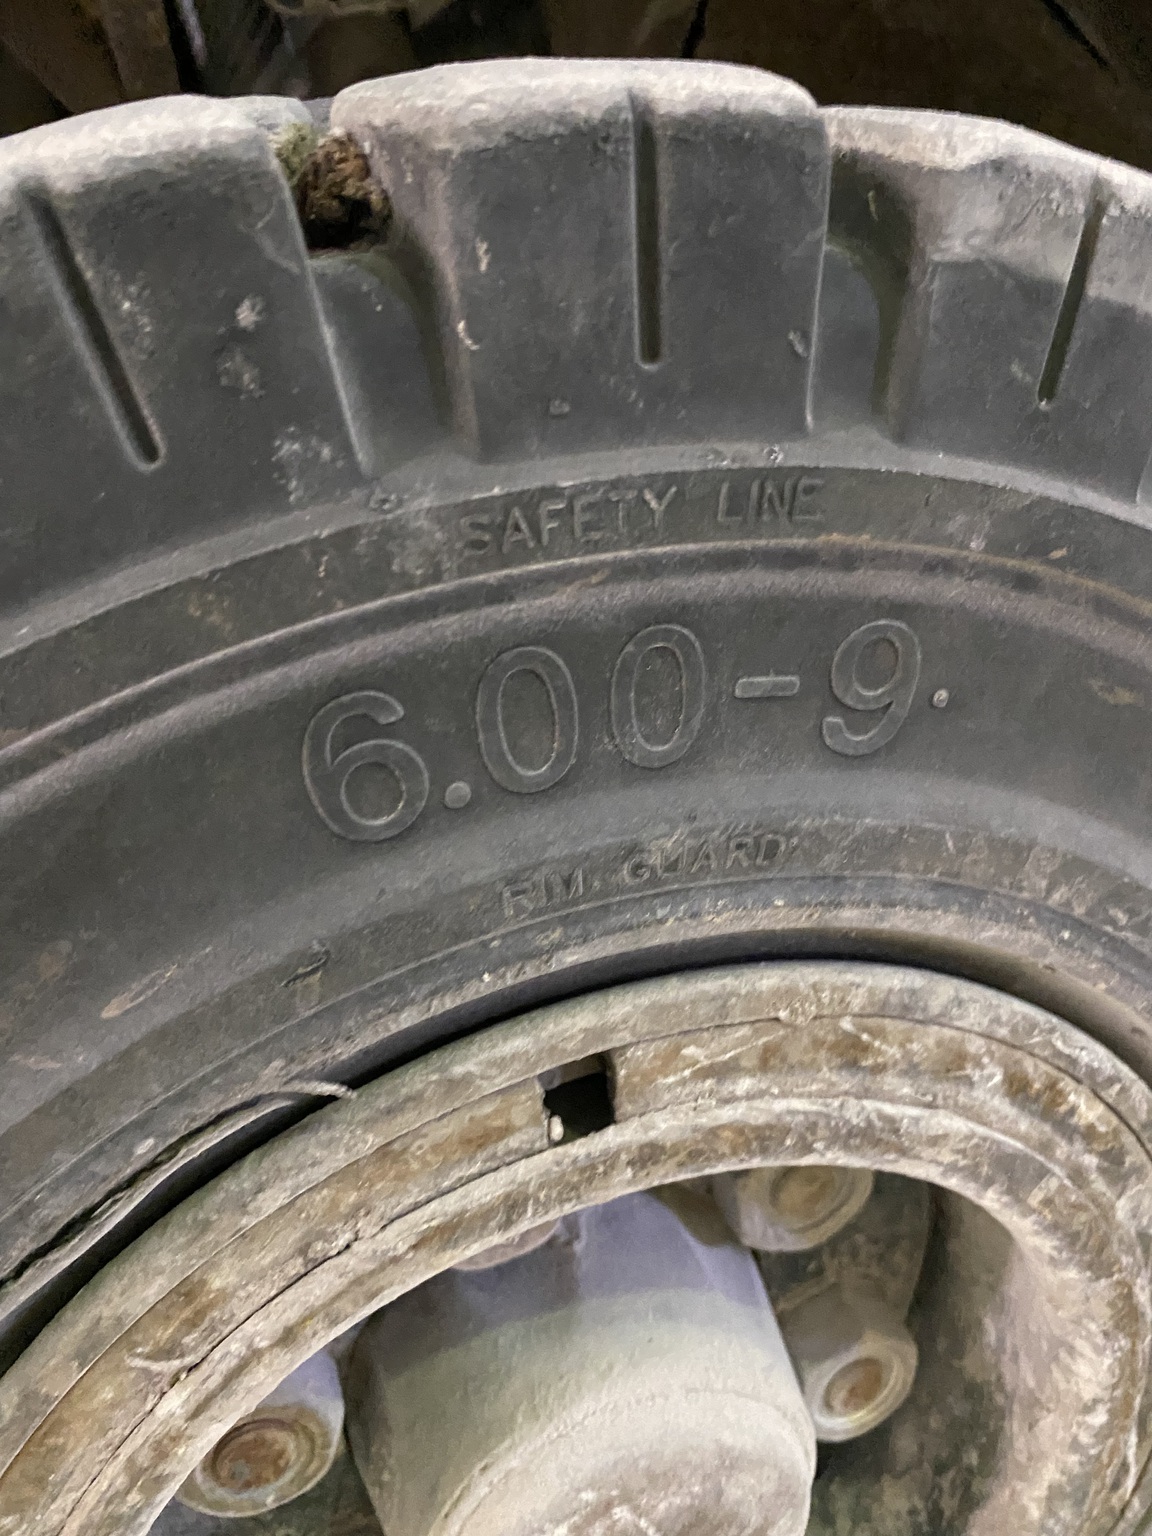 SAFETY LINE
6.00-9
RIM GUARD